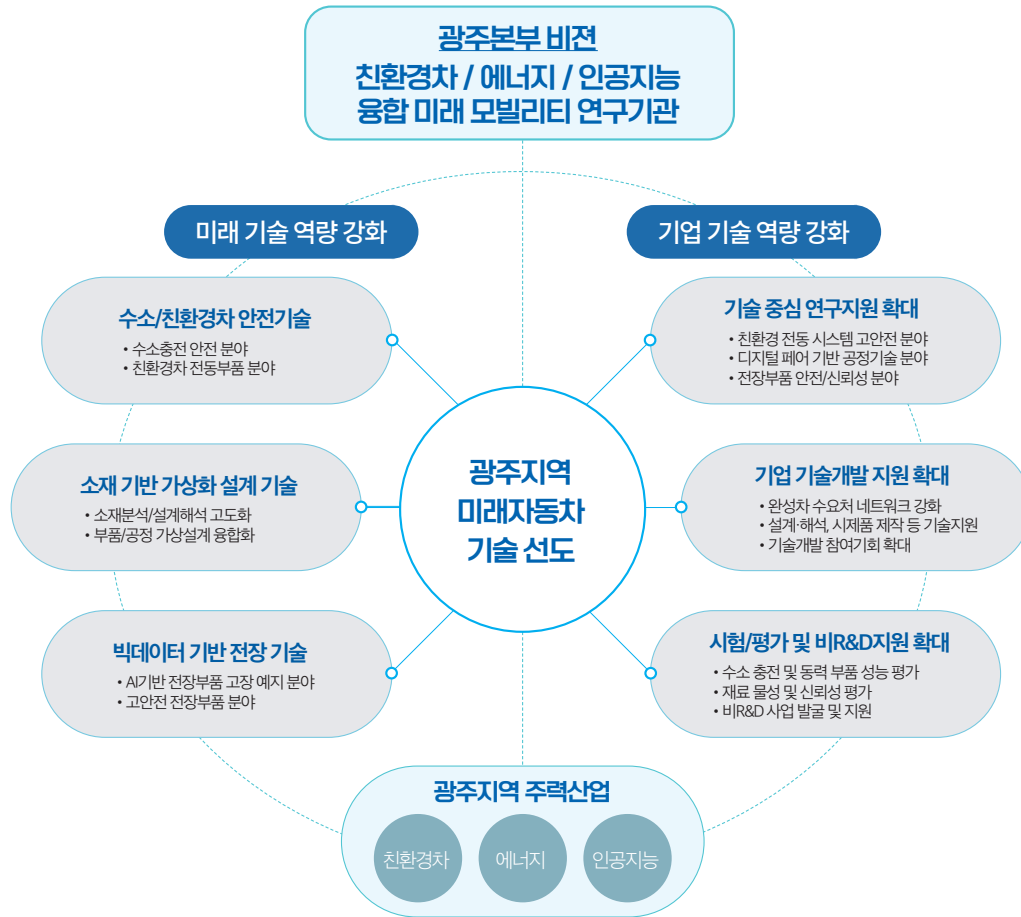 광주본부 비젼
친환경차 / 에너지 / 인공지능
융합 미래 모빌리티 연구기관
미래 기술 역량 강화
기업 기술 역량 강화
수소/친환경차 안전기술
• 수소충전 안전 분야
• 친환경차 전동부품 분야
기술 중심 연구지원 확대
• 친환경 전동 시스템 고안전 분야
• 디지털 페어 기반 공정기술 분야
• 전장부품 안전/신뢰성 분야
소재 기반 가상화 설계 기술
• 소재분석/설계해석 고도화
• 부품/공정 가상설계 융합화
광주지역
미래자동차
기술 선도
기업 기술개발 지원 확대
• 완성차 수요처 네트워크 강화
• 설계·해석, 시제품 제작 등 기술지원
• 기술개발 참여기회 확대
빅데이터 기반 전장 기술
• AI기반 전장부품 고장 예지 분야
• 고안전 전장부품 분야
시험/평가 및 비R&D지원 확대
• 수소 충전 및 동력 부품 성능 평가
• 재료 물성 및 신뢰성 평가
• 비R&D 사업 발굴 및 지원
광주지역 주력산업
친환경차
에너지
인공지능